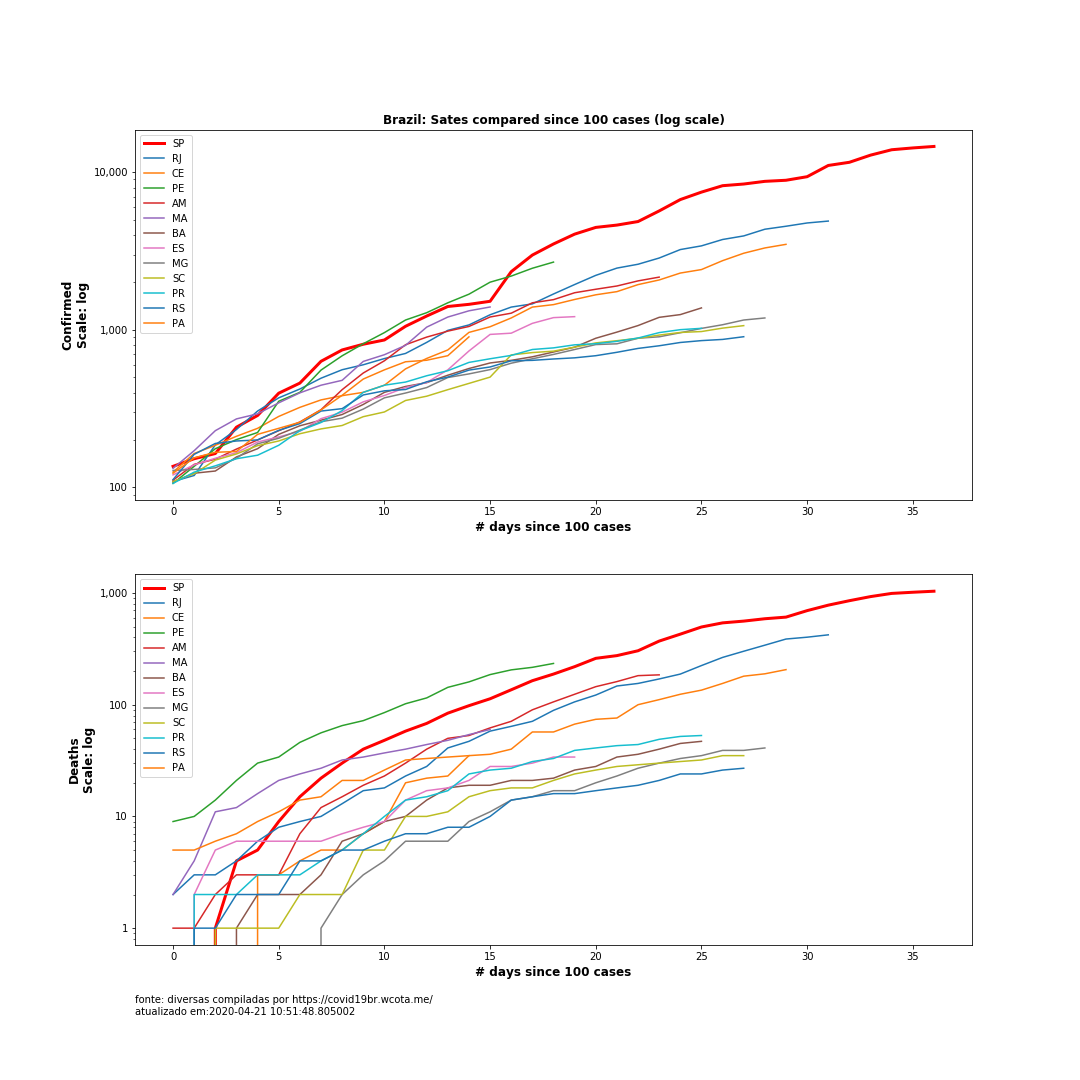 Brazil: Sates compared since 100 cases (log scale)
Confirmed
Scale: log
10,000
1,000
100
SP
RJ
CE
PE
AM
MA
BA
ES
MG
SC
PR
RS
PA
0 5 10 15 20 25 30 35
# days since 100 cases
Deaths
Scale: log
1,000
100
10
1
SP
RJ
CE
PE
AM
MA
BA
ES
MG
SC
PR
RS
PA
0 5 10 15 20 25 30 35
# days since 100 cases
fonte: diversas compiladas por https://covid19br.wcota.me/
atualizado em:2020-04-21 10:51:48.805002